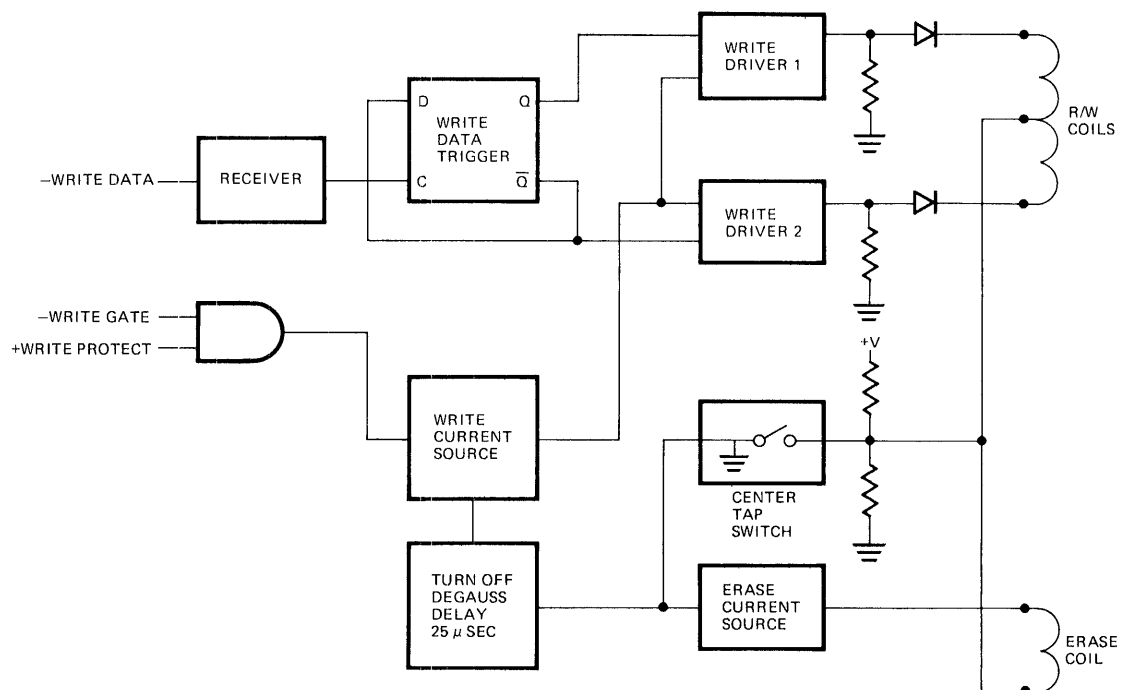 WRITE
DRIVER 1
R/W
COILS
D
Q
WRITE
DATA
TRIGGER
C
Q̅
–WRITE DATA
RECEIVER
WRITE
DRIVER 2
–WRITE GATE
+WRITE PROTECT
+V
WRITE
CURRENT
SOURCE
CENTER
TAP
SWITCH
TURN OFF
DEGAUSS
DELAY
25 μ SEC
ERASE
CURRENT
SOURCE
ERASE
COIL